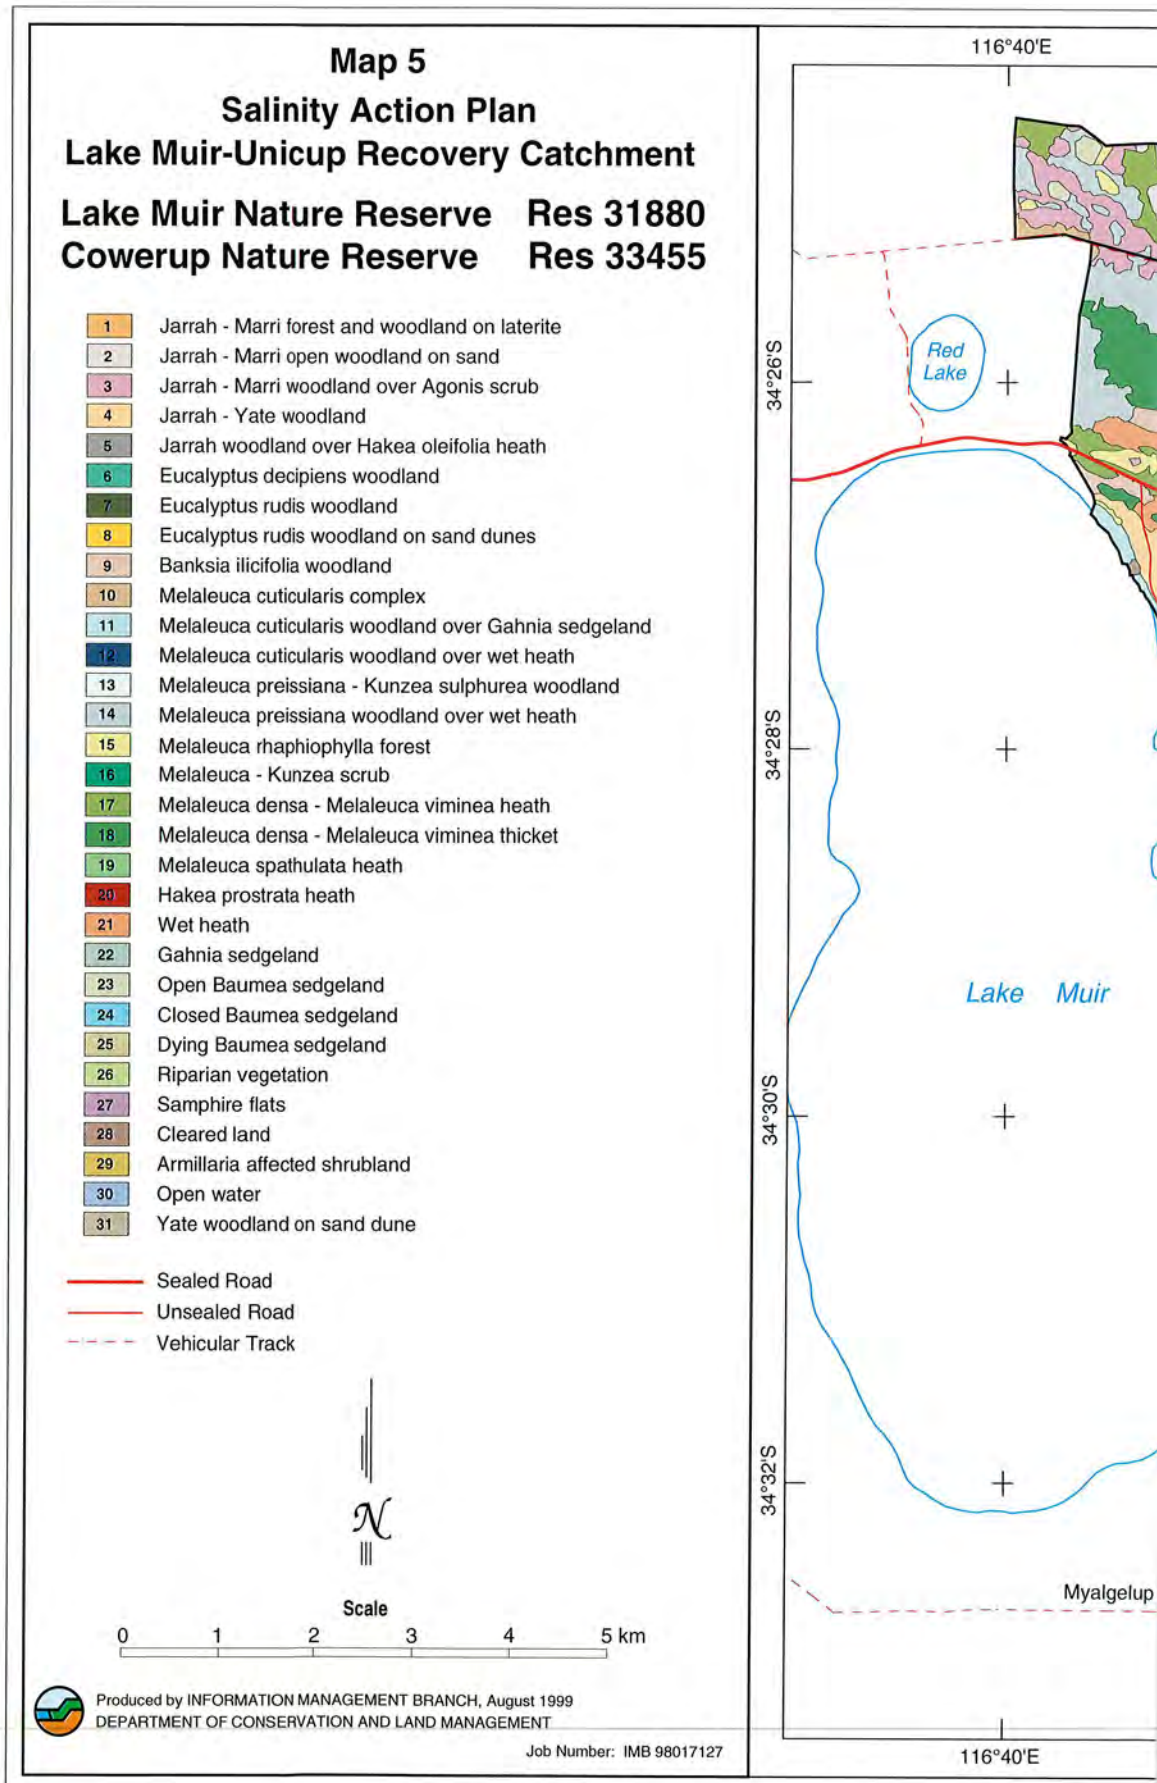 Map 5
Salinity Action Plan
Lake Muir-Unicup Recovery Catchment
Lake Muir Nature Reserve Res 31880
Cowerup Nature Reserve Res 33455
1 Jarrah - Marri forest and woodland on laterite
2 Jarrah - Marri open woodland on sand
3 Jarrah - Marri woodland over Agonis scrub
4 Jarrah - Yate woodland
5 Jarrah woodland over Hakea oleifolia heath
6 Eucalyptus decipiens woodland
7 Eucalyptus rudis woodland
8 Eucalyptus rudis woodland on sand dunes
9 Banksia ilicifolia woodland
10 Melaleuca cuticularis complex
11 Melaleuca cuticularis woodland over Gahnia sedgeland
12 Melaleuca cuticularis woodland over wet heath
13 Melaleuca preissiana - Kunzea sulphurea woodland
14 Melaleuca preissiana woodland over wet heath
15 Melaleuca rhaphiophylla forest
16 Melaleuca - Kunzea scrub
17 Melaleuca densa - Melaleuca viminea heath
18 Melaleuca densa - Melaleuca viminea thicket
19 Melaleuca spathulata heath
20 Hakea prostrata heath
21 Wet heath
22 Gahnia sedgeland
23 Open Baumea sedgeland
24 Closed Baumea sedgeland
25 Dying Baumea sedgeland
26 Riparian vegetation
27 Samphire flats
28 Cleared land
29 Armillaria affected shrubland
30 Open water
31 Yate woodland on sand dune
Sealed Road
Unsealed Road
Vehicular Track
N
Scale
0 1 2 3 4 5 km
Produced by INFORMATION MANAGEMENT BRANCH, August 1999
DEPARTMENT OF CONSERVATION AND LAND MANAGEMENT
Job Number: IMB 98017127
116°40'E
34°26'S
Red
Lake
34°28'S
Lake Muir
34°30'S
34°32'S
Myalgelup
116°40'E